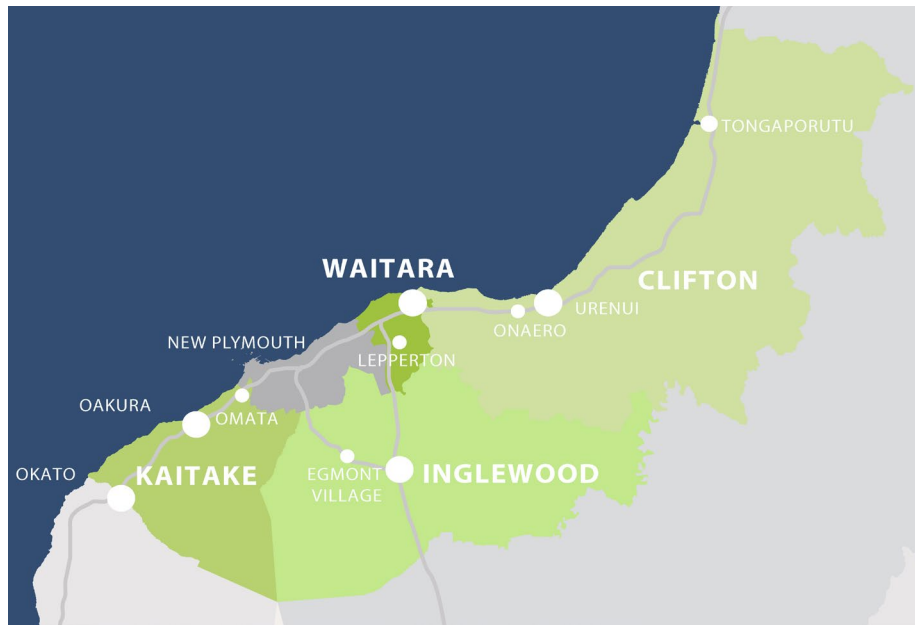 TONGAPORUTU
WAITARA
CLIFTON
URENUI
ONAERO
NEW PLYMOUTH
LEPPERTON
OAKURA
OMATA
OKATO
KAITAKE
EGMONT
VILLAGE
INGLEWOOD